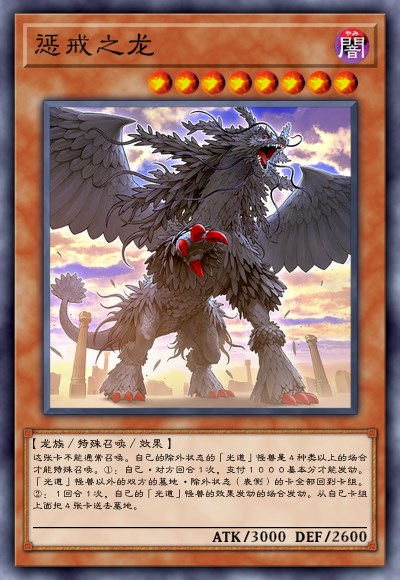 惩戒之龙
やみ
闇
【龙族／特殊召唤／效果】
这张卡不能通常召唤。自己的除外状态的「光道」怪兽是４种类以上的场合
才能特殊召唤。①：自己·对方回合１次，支付１０００基本分才能发动。
「光道」怪兽以外的双方的墓地·除外状态（表侧）的卡全部回到卡组。
②：１回合１次，自己的「光道」怪兽的效果发动的场合发动。从自己卡组
上面把４张卡送去墓地。
ATK/3000 DEF/2600